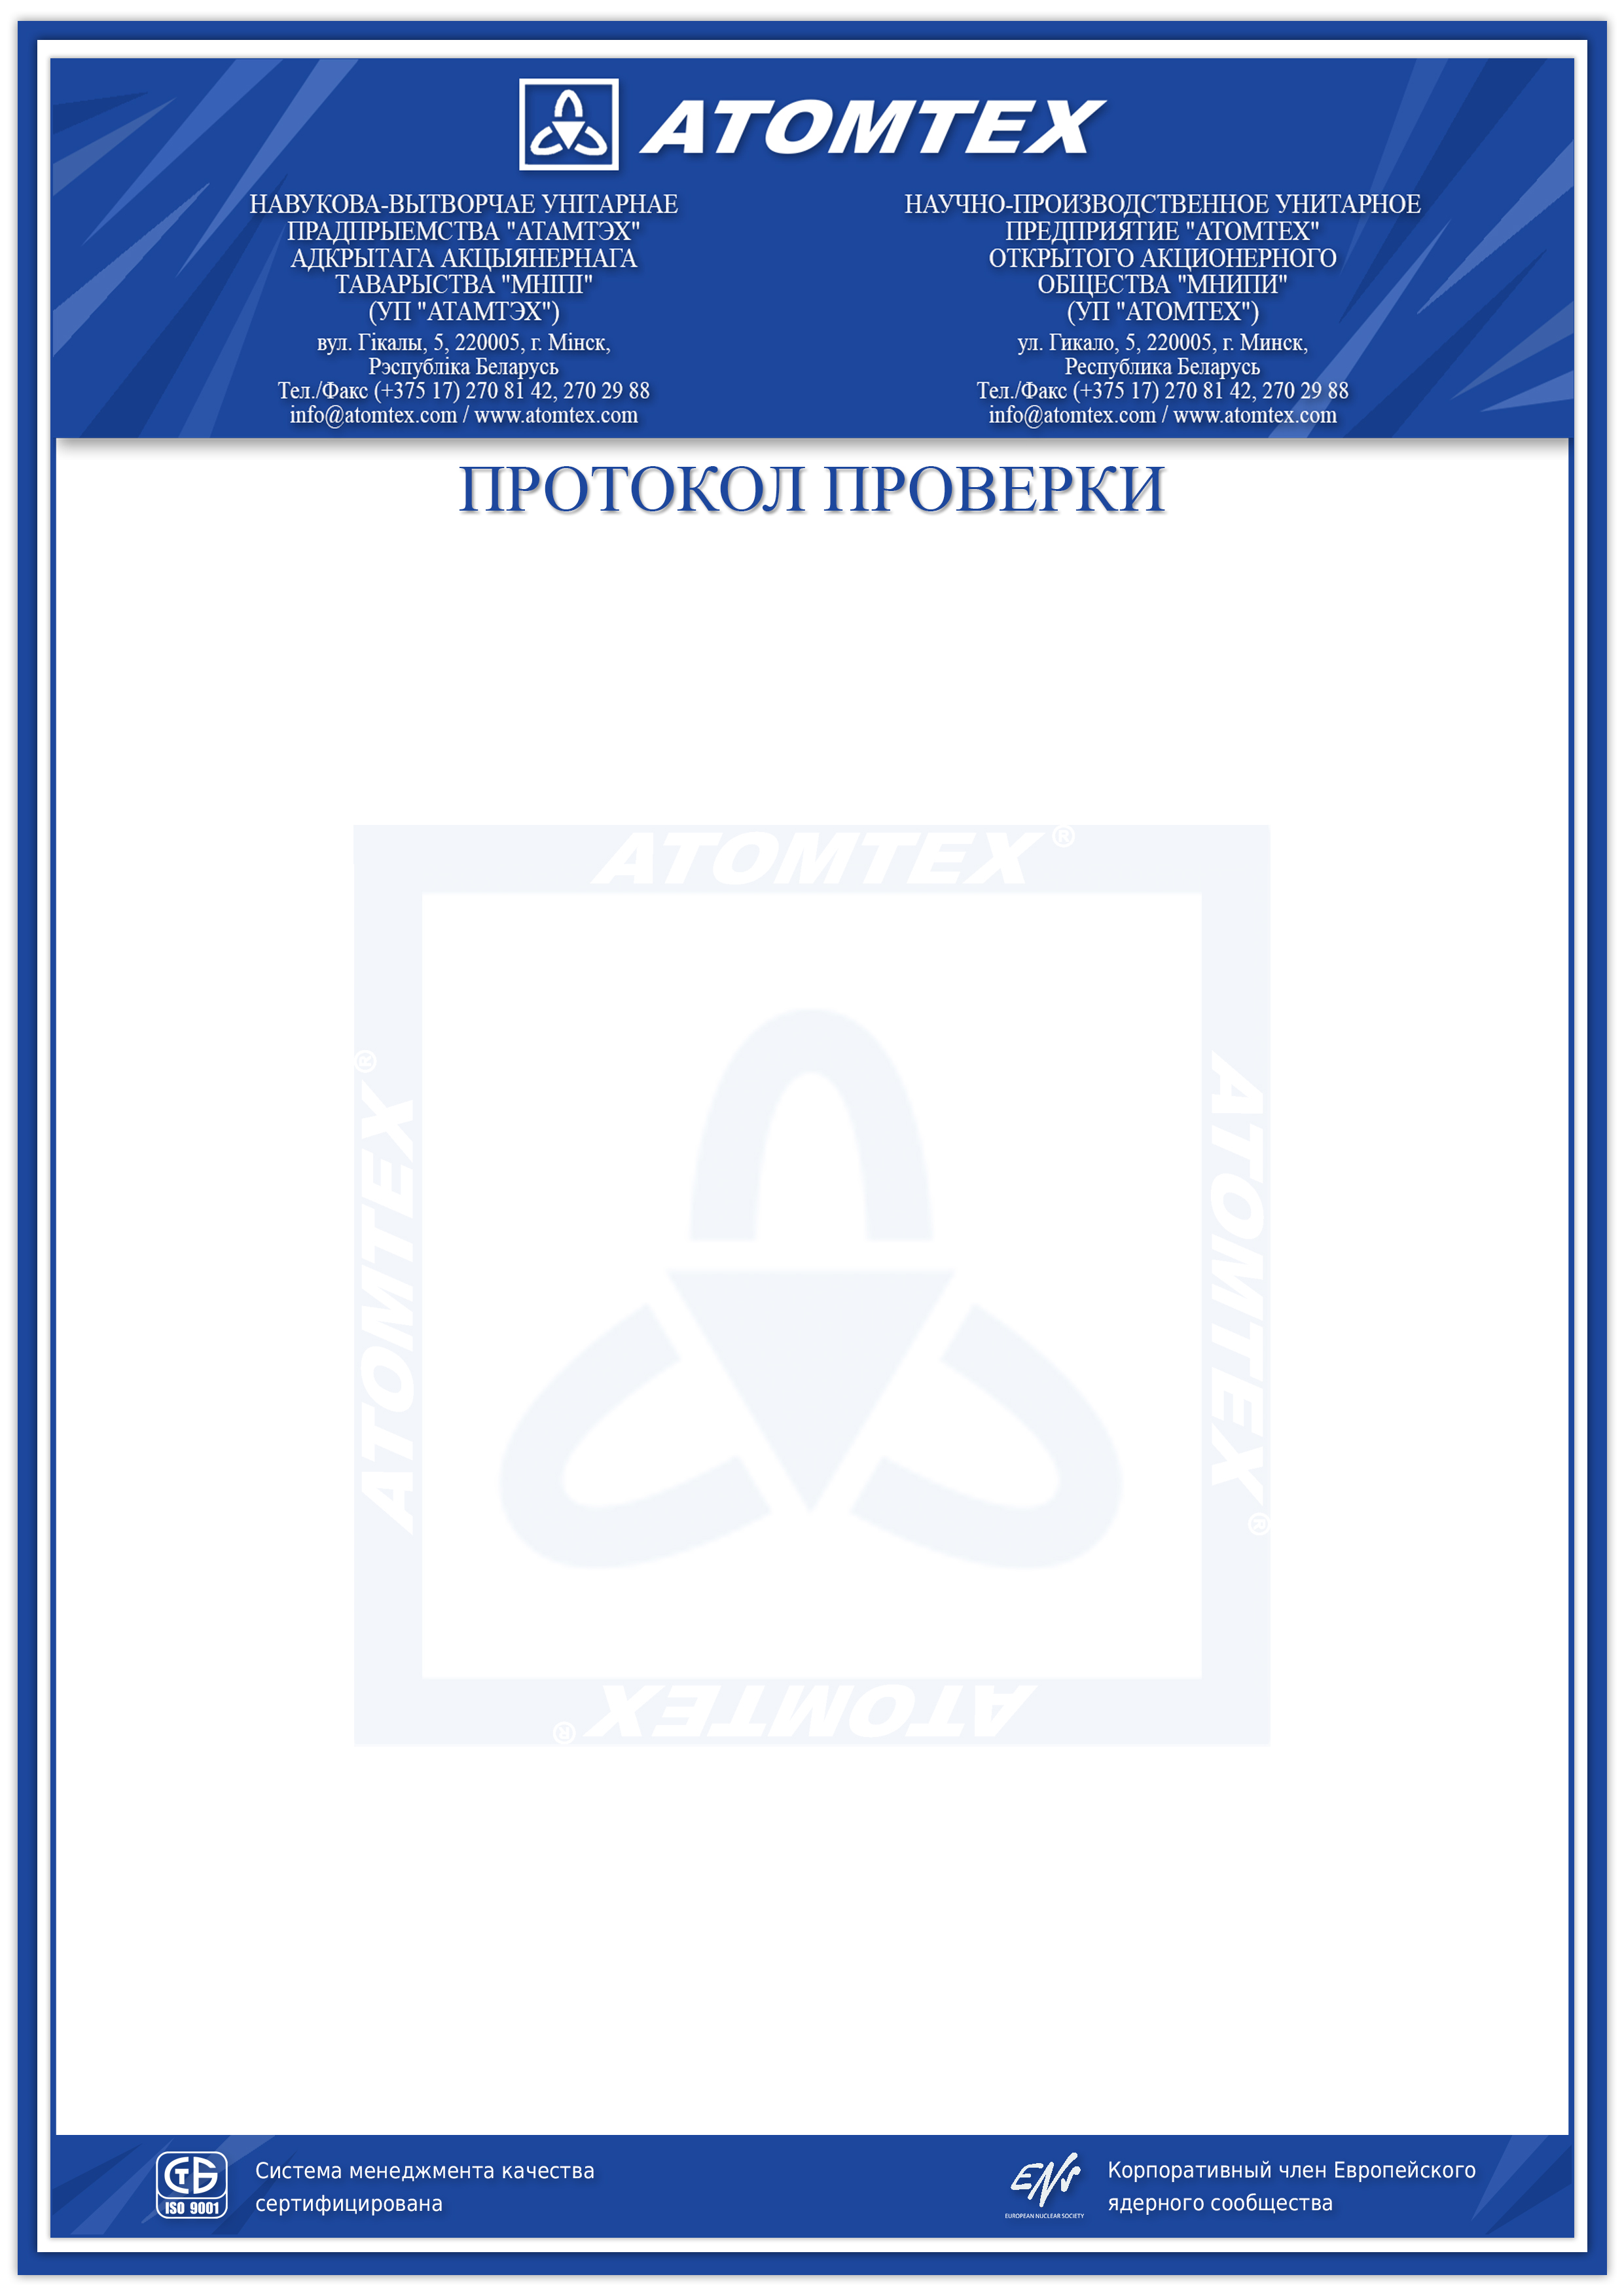 ATOMTEX
НАВУКОВА-ВЫТВОРЧАЕ УНІТАРНАЕ
ПРАДПРЫЕМСТВА "АТАМТЭХ"
АДКРЫТАГА АКЦЫЯНЕРНАГА
ТАВАРЫСТВА "МНІПІ"
(УП "АТАМТЭХ")
вул. Гікалы, 5, 220005, г. Мінск,
Рэспубліка Беларусь
Тел./Факс (+375 17) 270 81 42, 270 29 88
info@atomtex.com / www.atomtex.com
НАУЧНО-ПРОИЗВОДСТВЕННОЕ УНИТАРНОЕ
ПРЕДПРИЯТИЕ "АТОМТЕХ"
ОТКРЫТОГО АКЦИОНЕРНОГО
ОБЩЕСТВА "МНИПИ"
(УП "АТОМТЕХ")
ул. Гикало, 5, 220005, г. Минск,
Республика Беларусь
Тел./Факс (+375 17) 270 81 42, 270 29 88
info@atomtex.com / www.atomtex.com
ПРОТОКОЛ ПРОВЕРКИ
ATOMTEX®
ATOMTEX®
ATOMTEX®
ATOMTEX®
СТБ
ISO 9001
Система менеджмента качества
сертифицирована
ENS
EUROPEAN NUCLEAR SOCIETY
Корпоративный член Европейского
ядерного сообщества